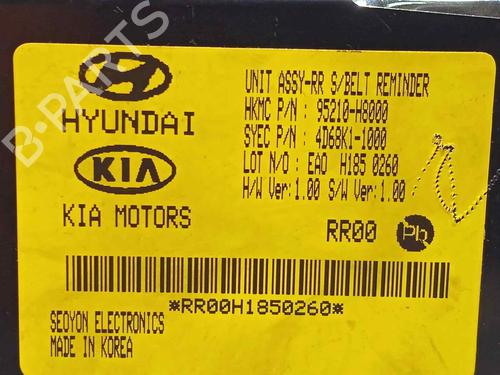 B-PARTS
HYUNDAI
KIA
KIA MOTORS
UNIT ASSY-RR S/BELT REMINDER
HKMC P/N : 95210-H8000
SYEC P/N : 4D68K1-1000
LOT N/O : EAO H185 0260
H/W Ver:1.00 S/W Ver:1.00
RR00
Pb
*RR00H1850260*
SEOYON ELECTRONICS
MADE IN KOREA